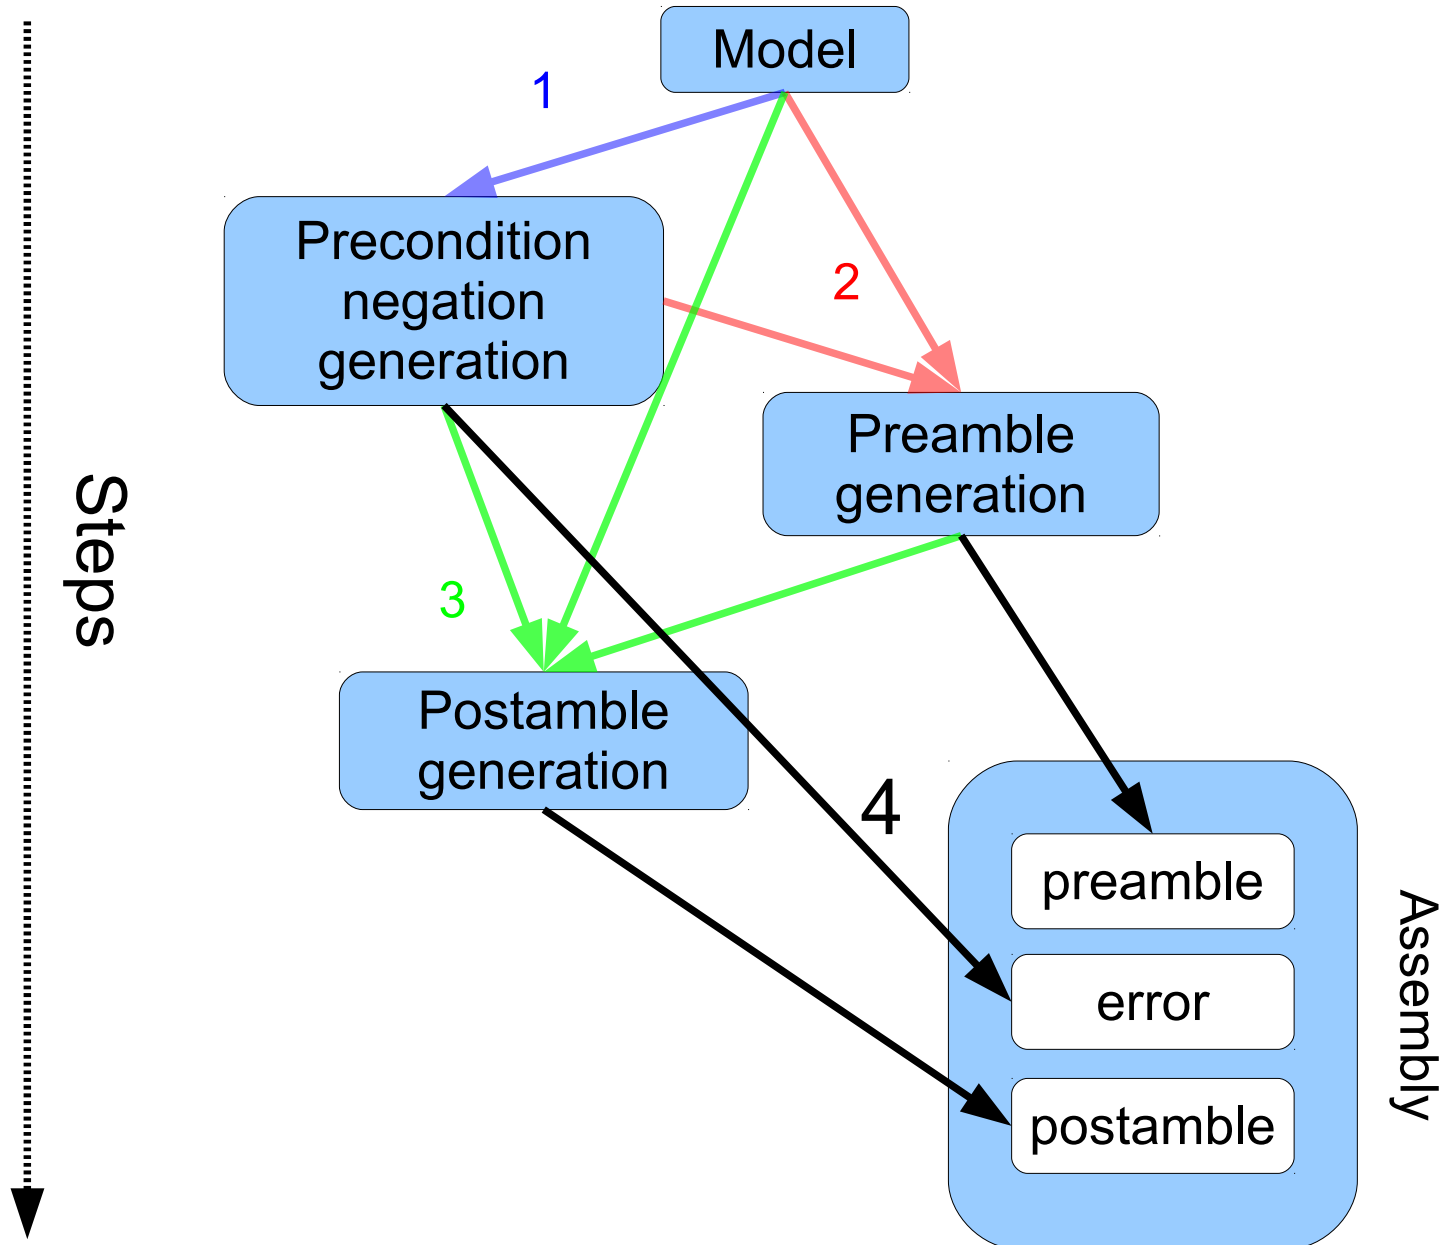 Model
1
Precondition
negation
generation
2
Preamble
generation
Steps
3
Postamble
generation
4
preamble
error
postamble
Assembly